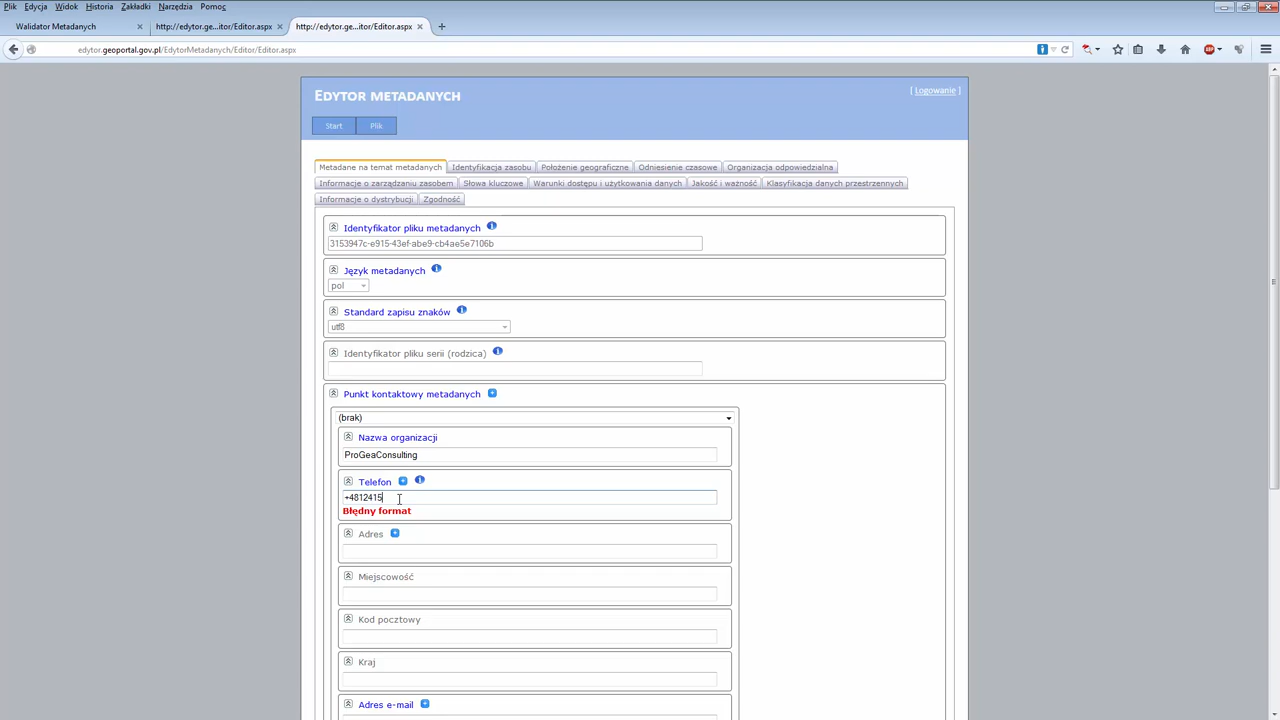 Plik Edycja Widok Historia Zakładki Narzędzia Pomoc
Walidator Metadanych × http://edytor.ge...itor/Editor.aspx × http://edytor.ge...itor/Editor.aspx ×
edytor.geoportal.gov.pl/EdytorMetadanych/Editor/Editor.aspx
Edytor metadanych [ Logowanie ]
Start Plik
Metadane na temat metadanych Identyfikacja zasobu Położenie geograficzne Odniesienie czasowe Organizacja odpowiedzialna
Informacje o zarządzaniu zasobem Słowa kluczowe Warunki dostępu i użytkowania danych Jakość i ważność Klasyfikacja danych przestrzennych
Informacje o dystrybucji Zgodność
Identyfikator pliku metadanych
3153947c-e915-43ef-abe9-cb4ae5e7106b
Język metadanych
pol
Standard zapisu znaków
utf8
Identyfikator pliku serii (rodzica)
Punkt kontaktowy metadanych
(brak)
Nazwa organizacji
ProGeaConsulting
Telefon
+4812415
Błędny format
Adres
Miejscowość
Kod pocztowy
Kraj
Adres e-mail